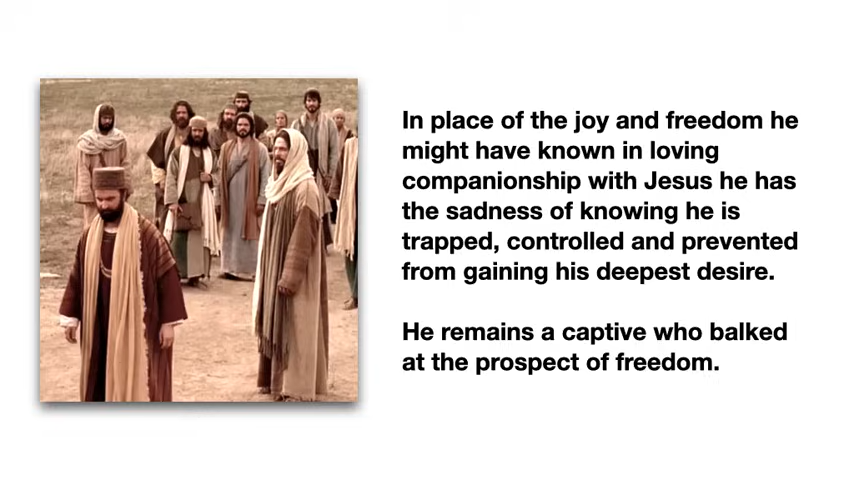 In place of the joy and freedom he
might have known in loving
companionship with Jesus he has
the sadness of knowing he is
trapped, controlled and prevented
from gaining his deepest desire.
He remains a captive who balked
at the prospect of freedom.